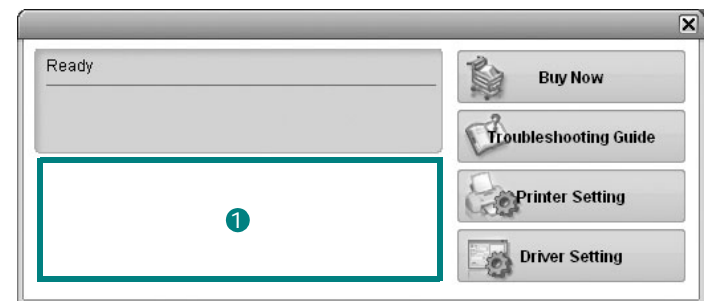 Ready
1
Buy Now
Troubleshooting Guide
Printer Setting
Driver Setting